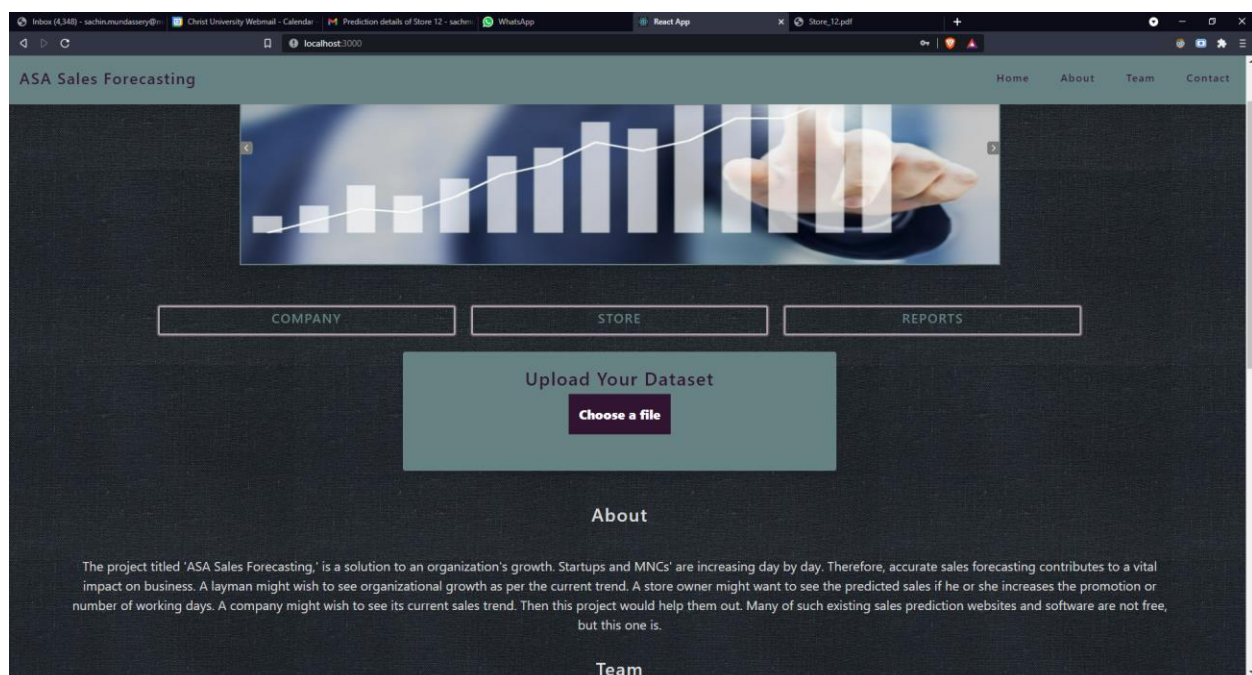 Inbox (4,348) - sachin.mundassery@m
Christ University Webmail - Calendar
Prediction details of Store 12 - sachm
WhatsApp
React App
Store_12.pdf
localhost:3000
ASA Sales Forecasting
Home
About
Team
Contact
COMPANY
STORE
REPORTS
Upload Your Dataset
Choose a file
About
The project titled 'ASA Sales Forecasting,' is a solution to an organization's growth. Startups and MNCs' are increasing day by day. Therefore, accurate sales forecasting contributes to a vital
impact on business. A layman might wish to see organizational growth as per the current trend. A store owner might want to see the predicted sales if he or she increases the promotion or
number of working days. A company might wish to see its current sales trend. Then this project would help them out. Many of such existing sales prediction websites and software are not free,
but this one is.
Team